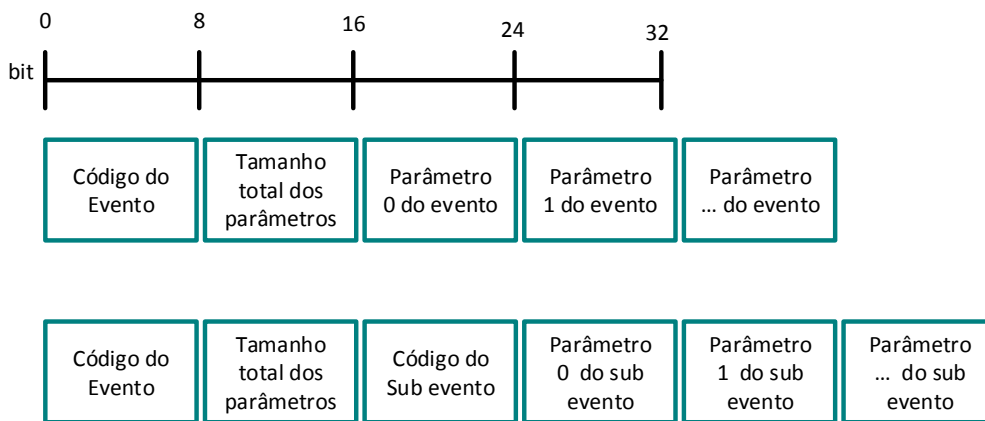 0 8 16 24 32
bit
Código do
Evento
Tamanho
total dos
parâmetros
Parâmetro
0 do evento
Parâmetro
1 do evento
Parâmetro
... do evento
Código do
Evento
Tamanho
total dos
parâmetros
Código do
Sub evento
Parâmetro
0 do sub
evento
Parâmetro
1 do sub
evento
Parâmetro
... do sub
evento